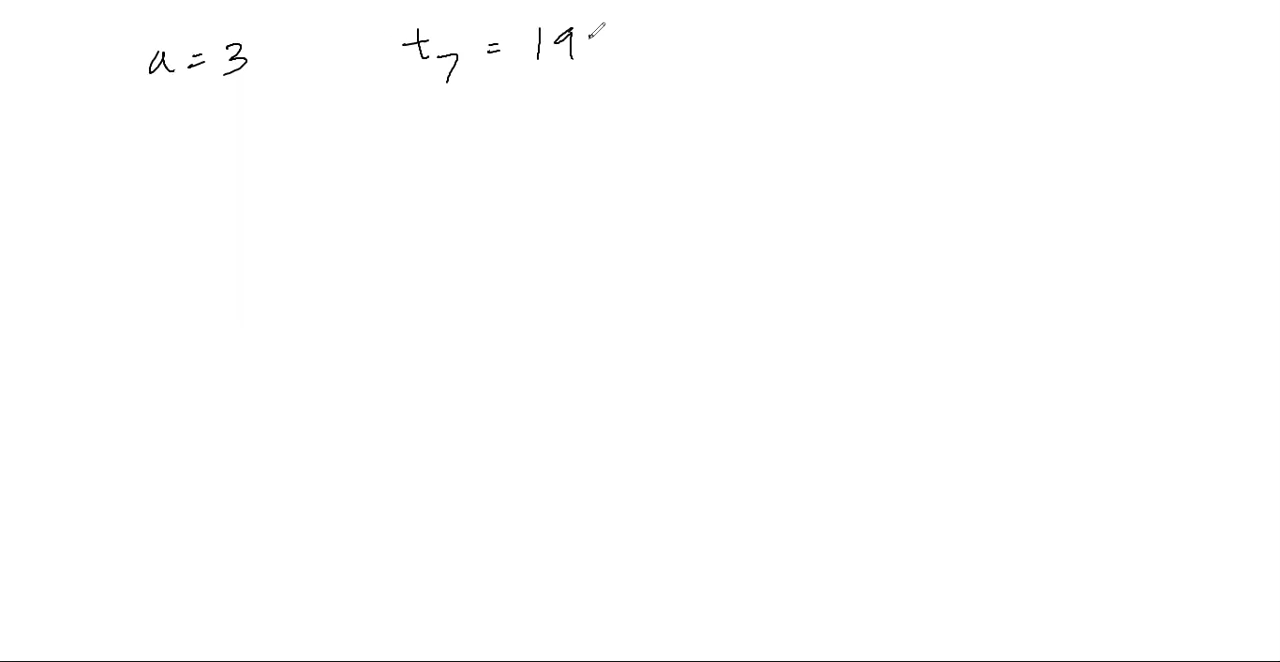 a = 3 t₇ = 19